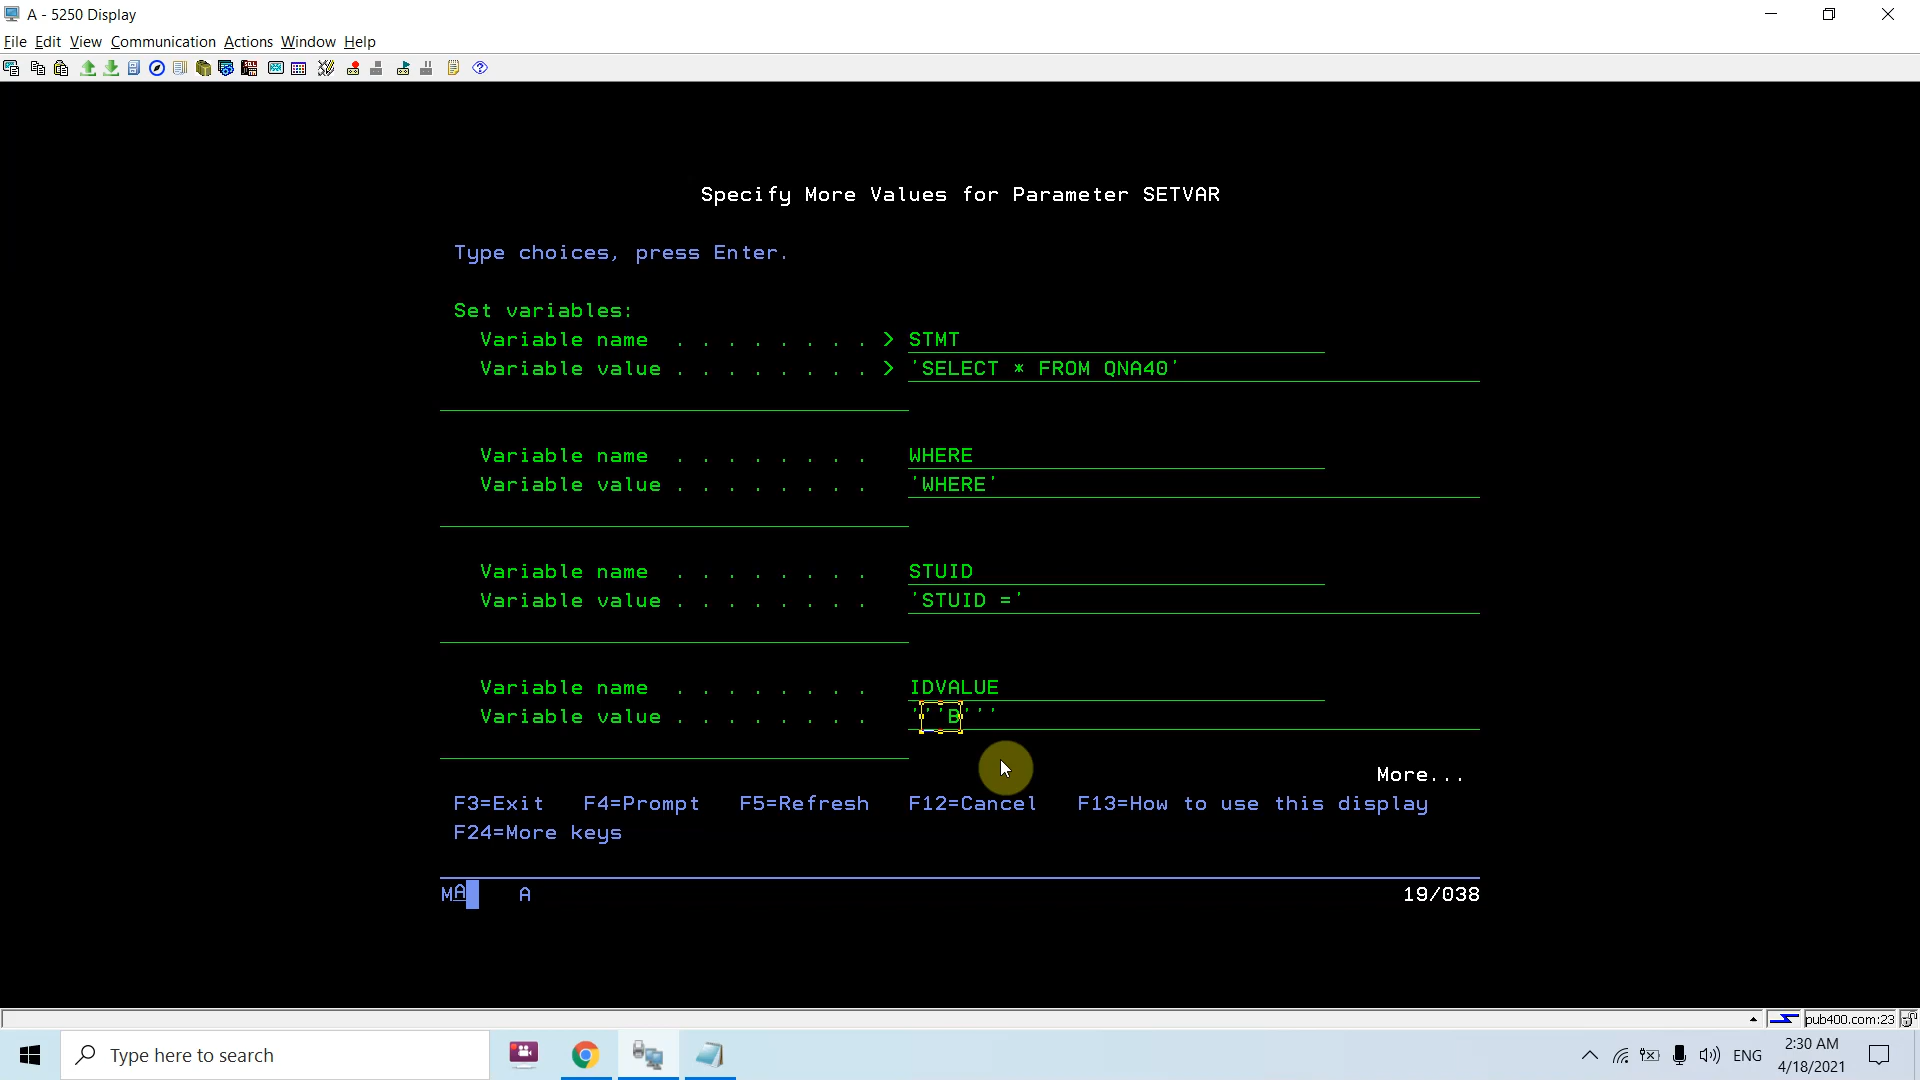 A - 5250 Display
File Edit View Communication Actions Window Help
Specify More Values for Parameter SETVAR
Type choices, press Enter.
Set variables:
Variable name . . . . . . . . > STMT
Variable value . . . . . . . . > 'SELECT * FROM QNA40'
Variable name . . . . . . . . WHERE
Variable value . . . . . . . . 'WHERE'
Variable name . . . . . . . . STUID
Variable value . . . . . . . . 'STUID ='
Variable name . . . . . . . . IDVALUE
Variable value . . . . . . . . '''B'''
More...
F3=Exit F4=Prompt F5=Refresh F12=Cancel F13=How to use this display
F24=More keys
MA A 19/038
pub400.com:23
Type here to search
ENG
2:30 AM
4/18/2021